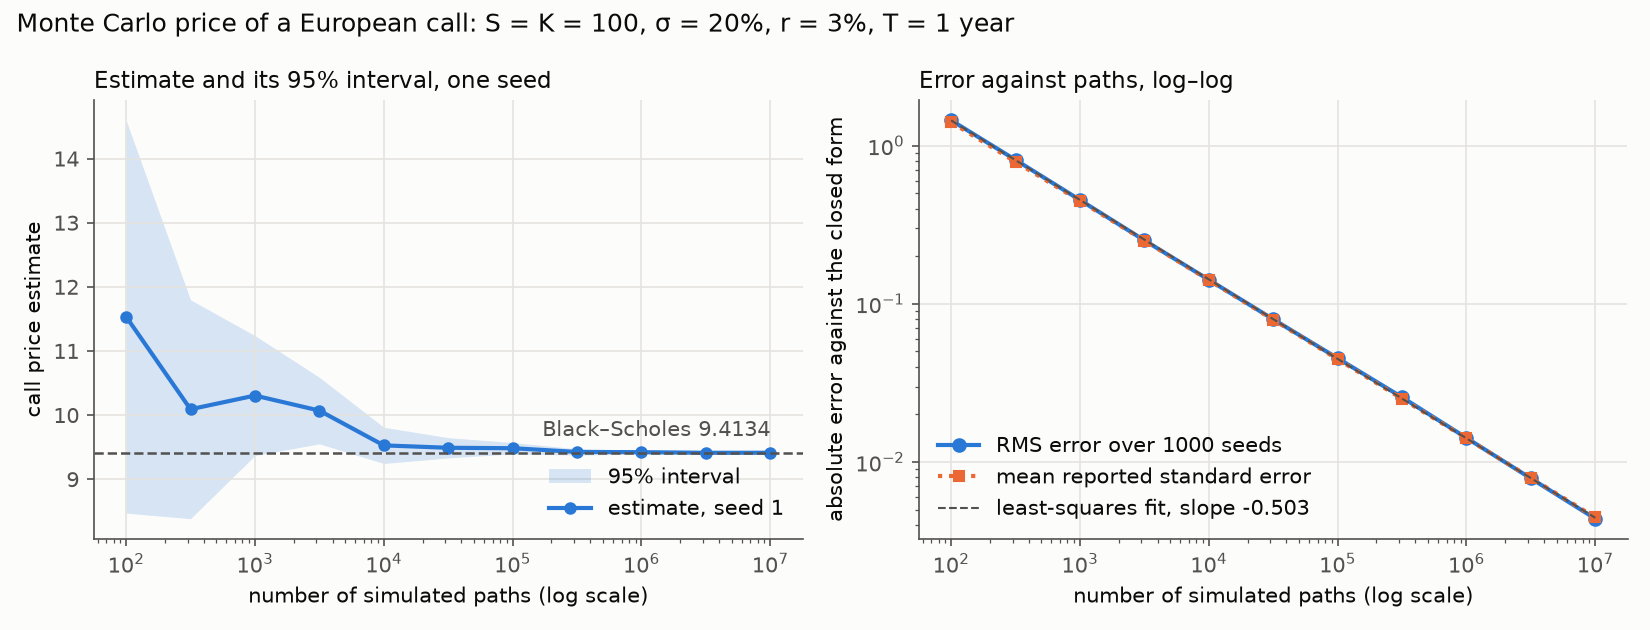 Monte Carlo price of a European call: S = K = 100, σ = 20%, r = 3%, T = 1 year
Estimate and its 95% interval, one seed
call price estimate
14
13
12
11
10
9
Black–Scholes 9.4134
95% interval
estimate, seed 1
10²
10³
10⁴
10⁵
10⁶
10⁷
number of simulated paths (log scale)
Error against paths, log–log
absolute error against the closed form
10⁰
10⁻¹
10⁻²
RMS error over 1000 seeds
mean reported standard error
least-squares fit, slope -0.503
10²
10³
10⁴
10⁵
10⁶
10⁷
number of simulated paths (log scale)